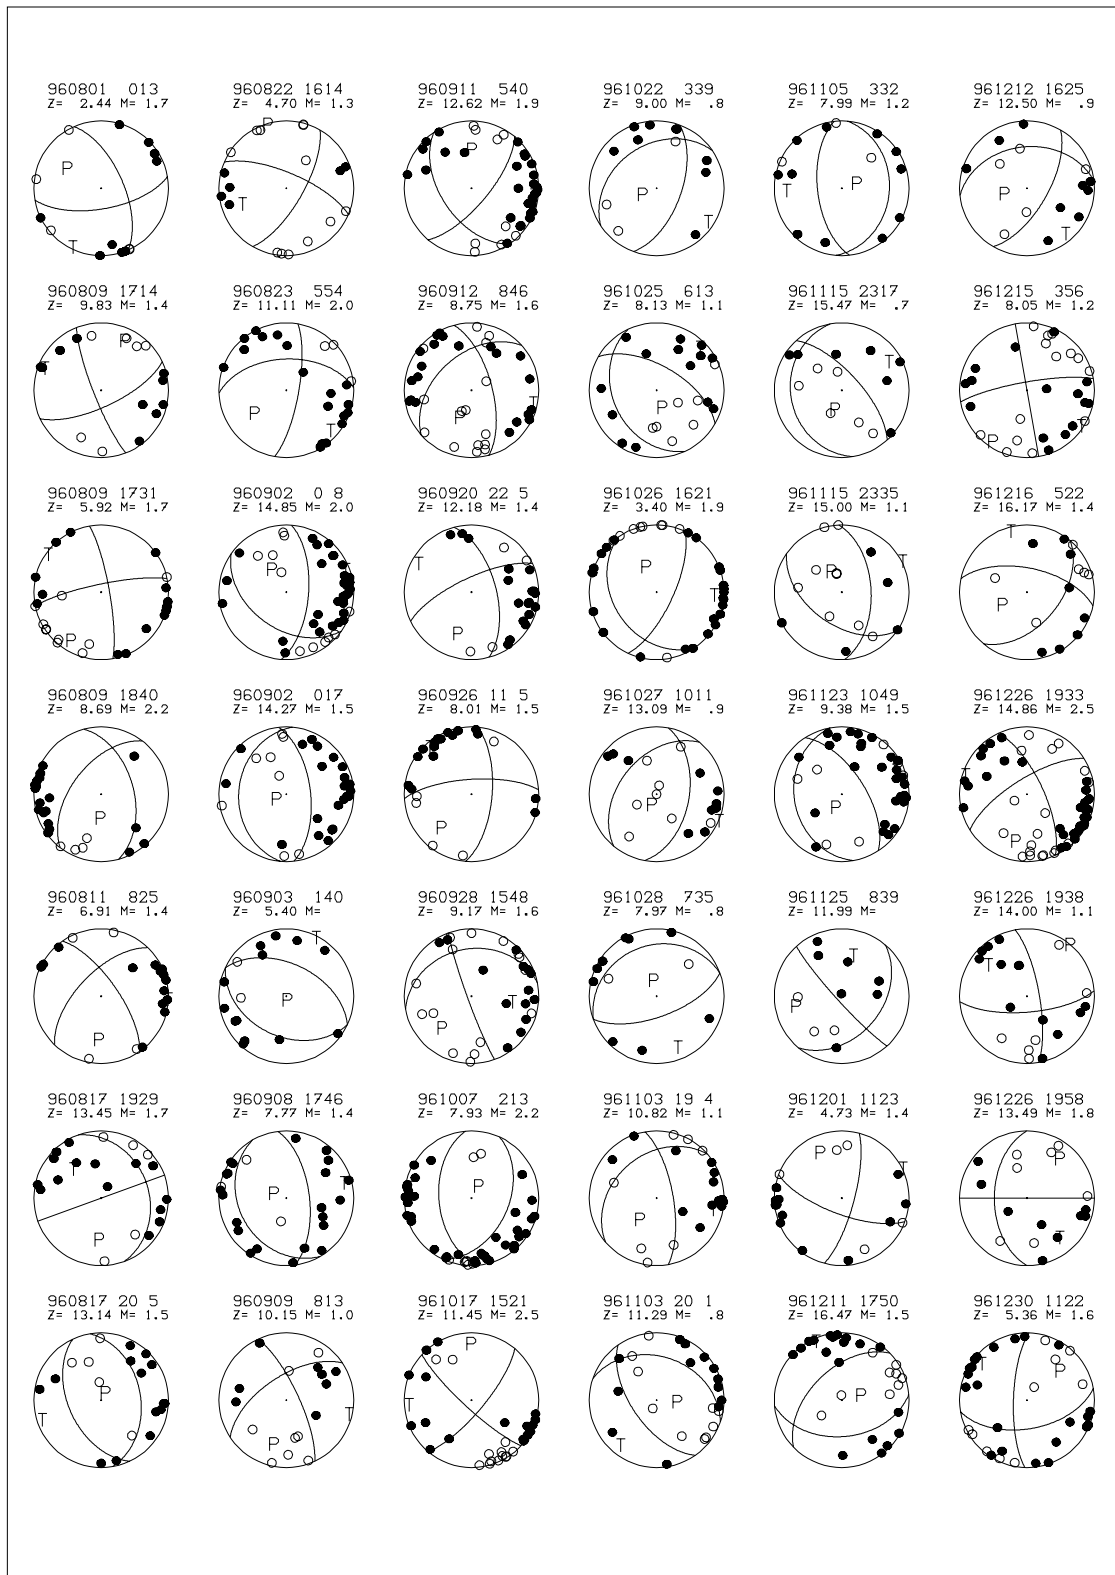 960801 013
Z= 2.44 M= 1.7
P
T
960822 1614
Z= 4.70 M= 1.3
P
T
960911 540
Z= 12.62 M= 1.9
P
961022 339
Z= 9.00 M= .8
P
T
961105 332
Z= 7.99 M= 1.2
P
T
961212 1625
Z= 12.50 M= .9
P
T
960809 1714
Z= 9.83 M= 1.4
P
T
960823 554
Z= 11.11 M= 2.0
P
T
960912 846
Z= 8.75 M= 1.6
P
T
961025 613
Z= 8.13 M= 1.1
P
961115 2317
Z= 15.47 M= .7
T
P
961215 356
Z= 8.05 M= 1.2
P
T
960809 1731
Z= 5.92 M= 1.7
T
P
960902 0 8
Z= 14.85 M= 2.0
P
960920 22 5
Z= 12.18 M= 1.4
T
P
961026 1621
Z= 3.40 M= 1.9
P
T
961115 2335
Z= 15.00 M= 1.1
T
P
961216 522
Z= 16.17 M= 1.4
T
P
960809 1840
Z= 8.69 M= 2.2
P
960902 017
Z= 14.27 M= 1.5
P
960926 11 5
Z= 8.01 M= 1.5
P
961027 1011
Z= 13.09 M= .9
P
T
961123 1049
Z= 9.38 M= 1.5
P
961226 1933
Z= 14.86 M= 2.5
T
P
960811 825
Z= 6.91 M= 1.4
T
P
960903 140
Z= 5.40 M=
T
P
960928 1548
Z= 9.17 M= 1.6
T
P
961028 735
Z= 7.97 M= .8
P
T
961125 839
Z= 11.99 M=
T
P
961226 1938
Z= 14.00 M= 1.1
P
T
960817 1929
Z= 13.45 M= 1.7
T
P
960908 1746
Z= 7.77 M= 1.4
T
P
961007 213
Z= 7.93 M= 2.2
P
961103 19 4
Z= 10.82 M= 1.1
T
P
961201 1123
Z= 4.73 M= 1.4
P
T
961226 1958
Z= 13.49 M= 1.8
P
T
960817 20 5
Z= 13.14 M= 1.5
P
T
960909 813
Z= 10.15 M= 1.0
T
P
961017 1521
Z= 11.45 M= 2.5
P
T
961103 20 1
Z= 11.29 M= .8
P
T
961211 1750
Z= 16.47 M= 1.5
T
P
961230 1122
Z= 5.36 M= 1.6
P
T